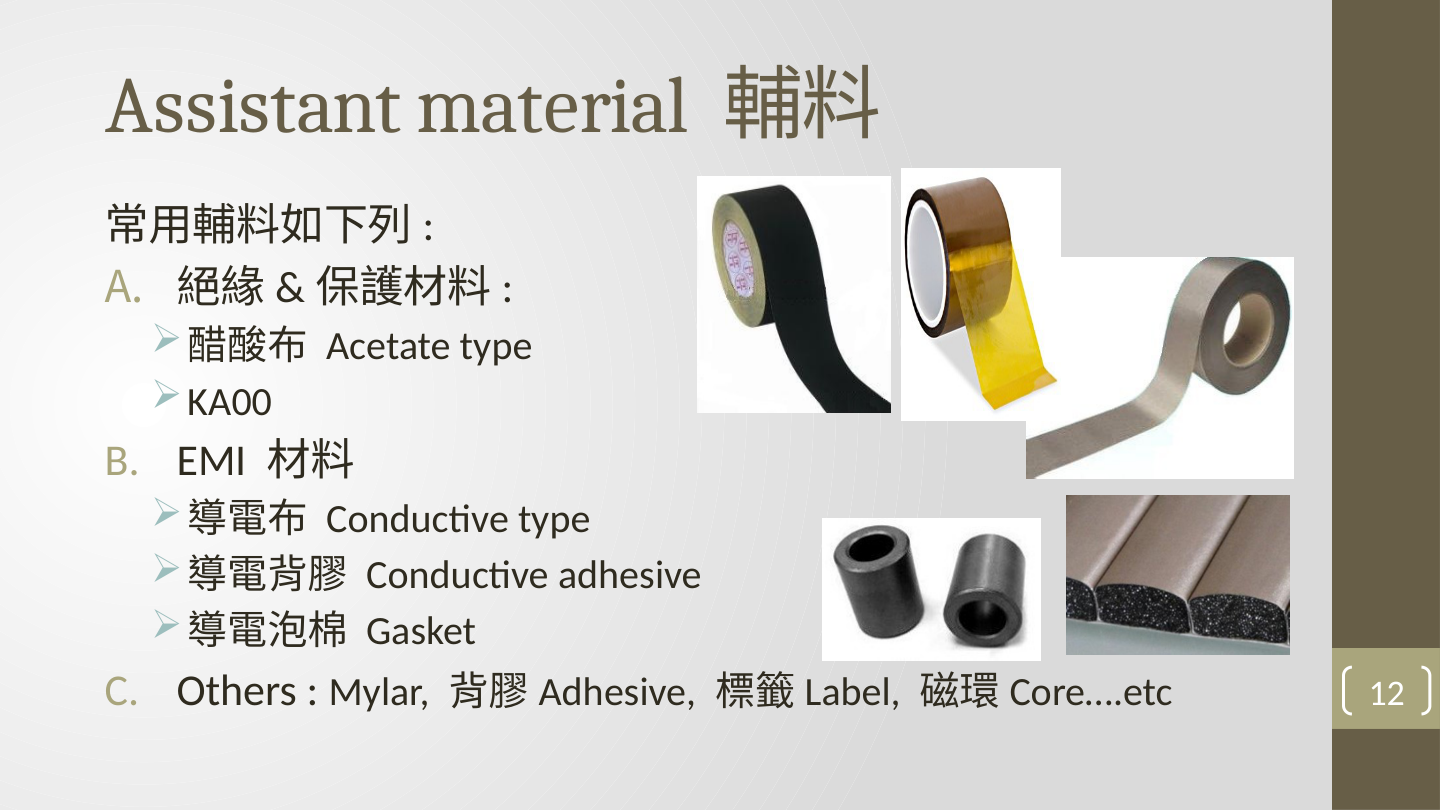 Assistant material 輔料
常用輔料如下列 :
A. 絕緣 & 保護材料 :
醋酸布 Acetate type
KA00
B. EMI 材料
導電布 Conductive type
導電背膠 Conductive adhesive
導電泡棉 Gasket
C. Others : Mylar, 背膠 Adhesive, 標籤 Label, 磁環 Core….etc
12